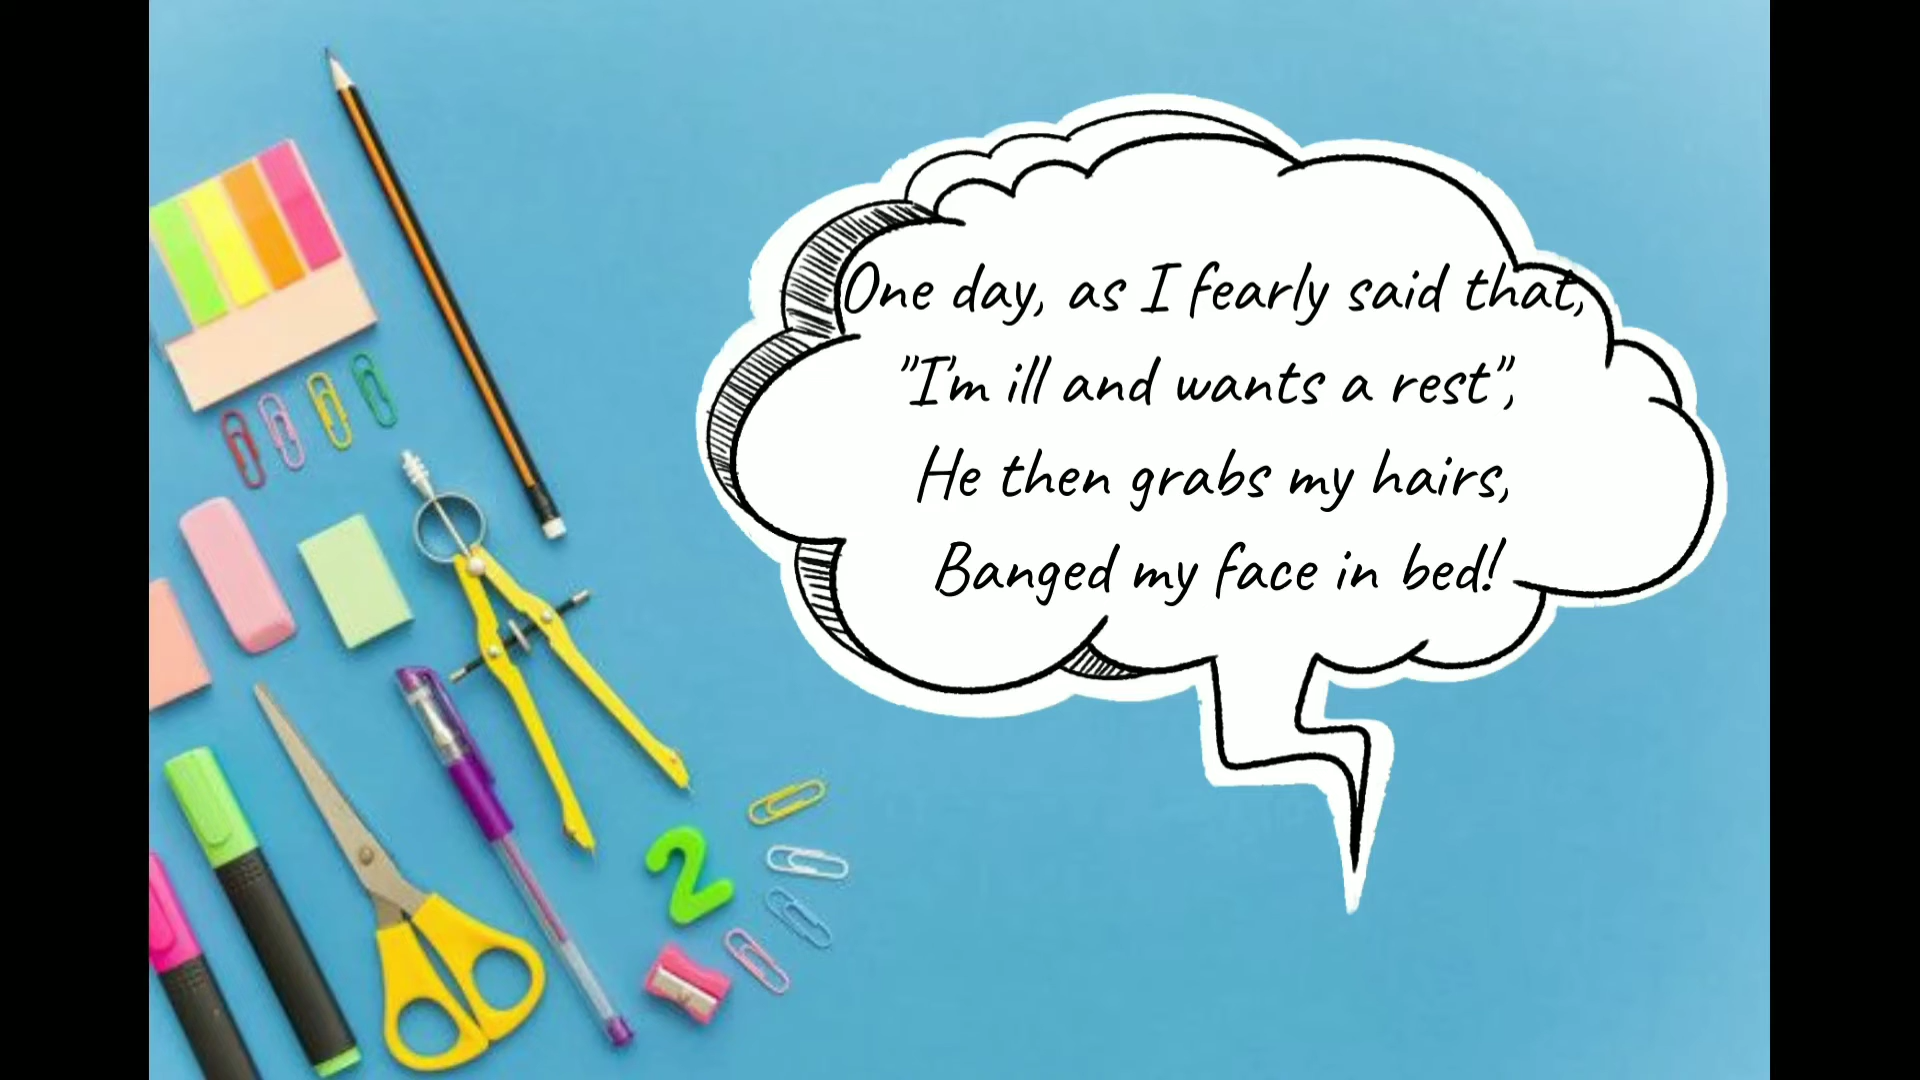 One day, as I fearly said that,
"I'm ill and wants a rest",
He then grabs my hairs,
Banged my face in bed!
2